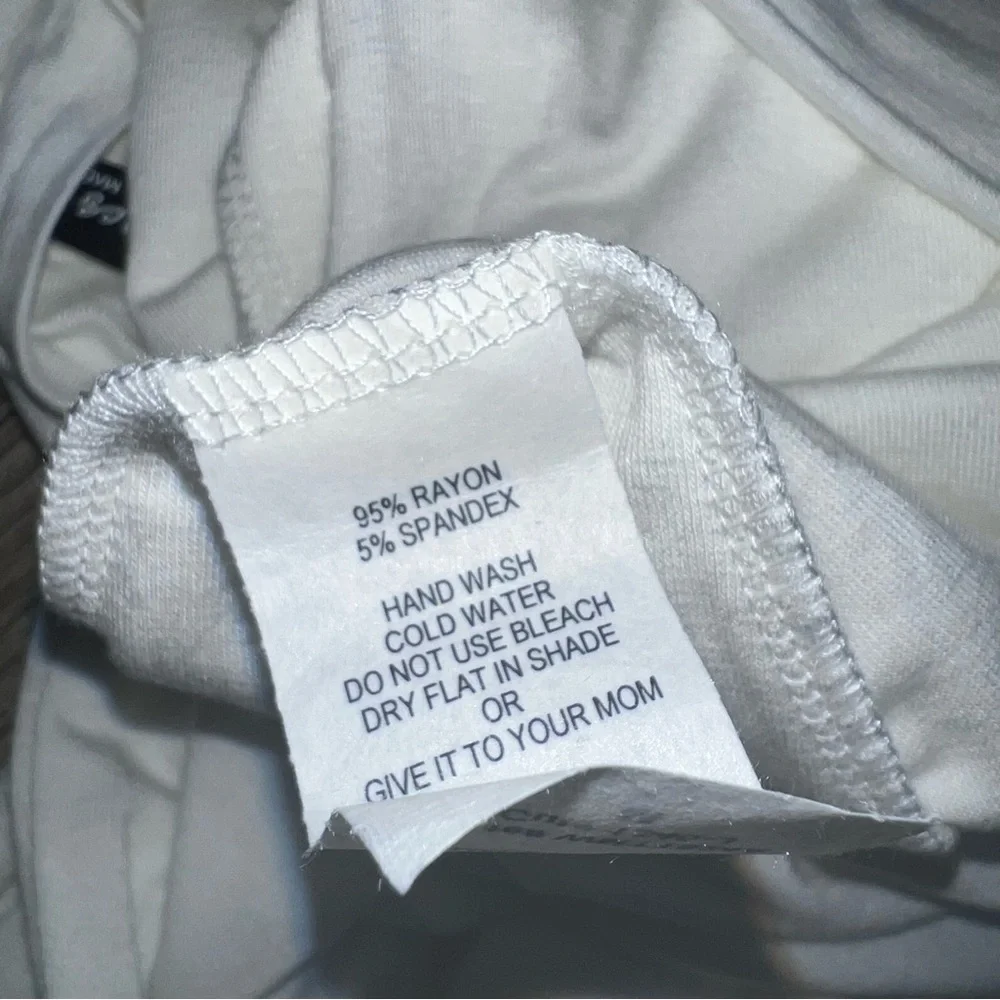 95% RAYON
5% SPANDEX
HAND WASH
COLD WATER
DO NOT USE BLEACH
DRY FLAT IN SHADE
OR
GIVE IT TO YOUR MOM